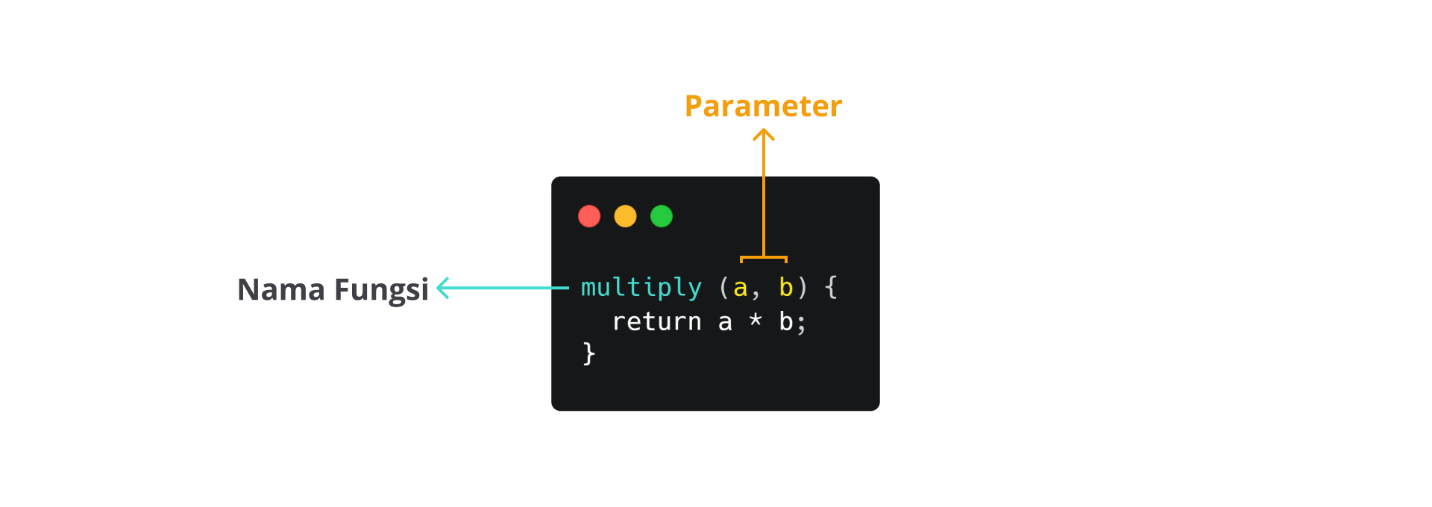 Parameter
Nama Fungsi
multiply (a, b) {
  return a * b;
}